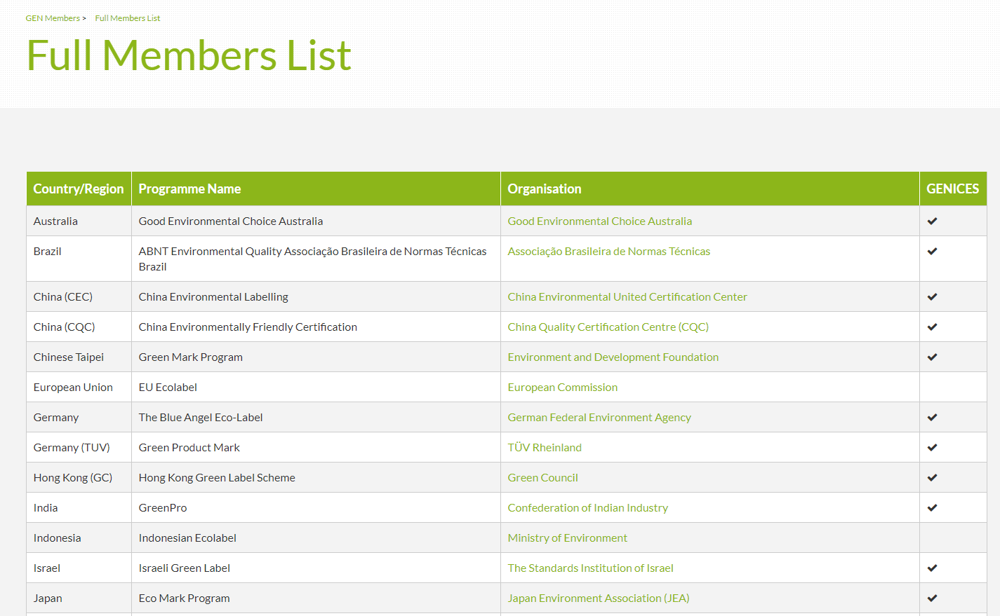 GEN Members > Full Members List
Full Members List
Country/Region Programme Name Organisation GENICES
Australia Good Environmental Choice Australia Good Environmental Choice Australia ✔
Brazil ABNT Environmental Quality Associação Brasileira de Normas Técnicas Associação Brasileira de Normas Técnicas ✔
Brazil
China (CEC) China Environmental Labelling China Environmental United Certification Center ✔
China (CQC) China Environmentally Friendly Certification China Quality Certification Centre (CQC) ✔
Chinese Taipei Green Mark Program Environment and Development Foundation ✔
European Union EU Ecolabel European Commission
Germany The Blue Angel Eco-Label German Federal Environment Agency ✔
Germany (TUV) Green Product Mark TÜV Rheinland ✔
Hong Kong (GC) Hong Kong Green Label Scheme Green Council ✔
India GreenPro Confederation of Indian Industry ✔
Indonesia Indonesian Ecolabel Ministry of Environment
Israel Israeli Green Label The Standards Institution of Israel ✔
Japan Eco Mark Program Japan Environment Association (JEA) ✔